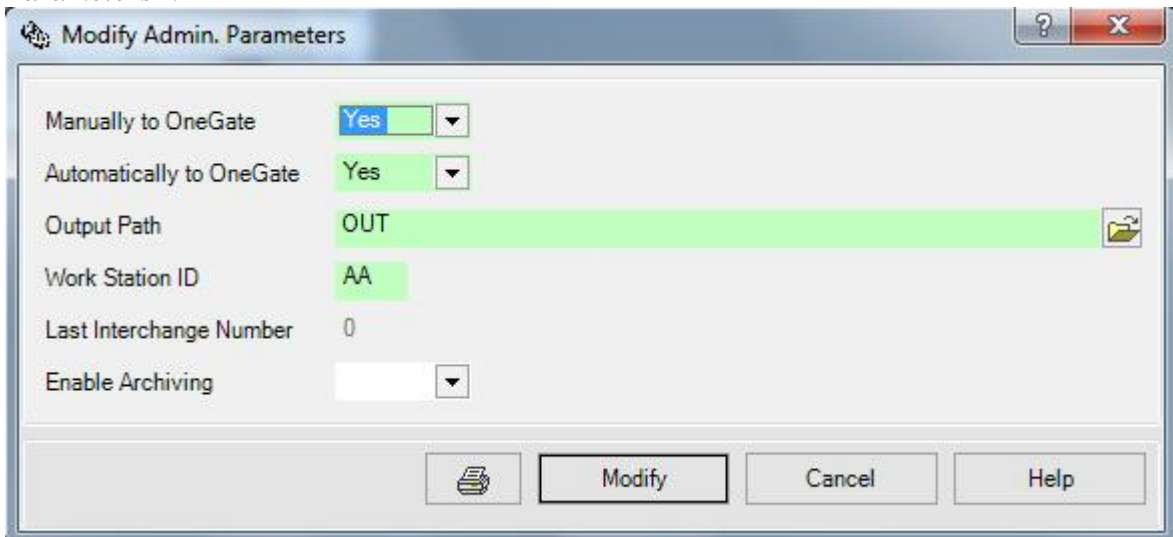 Modify Admin. Parameters
?
X
Manually to OneGate Yes
Automatically to OneGate Yes
Output Path OUT
Work Station ID AA
Last Interchange Number 0
Enable Archiving
Modify Cancel Help